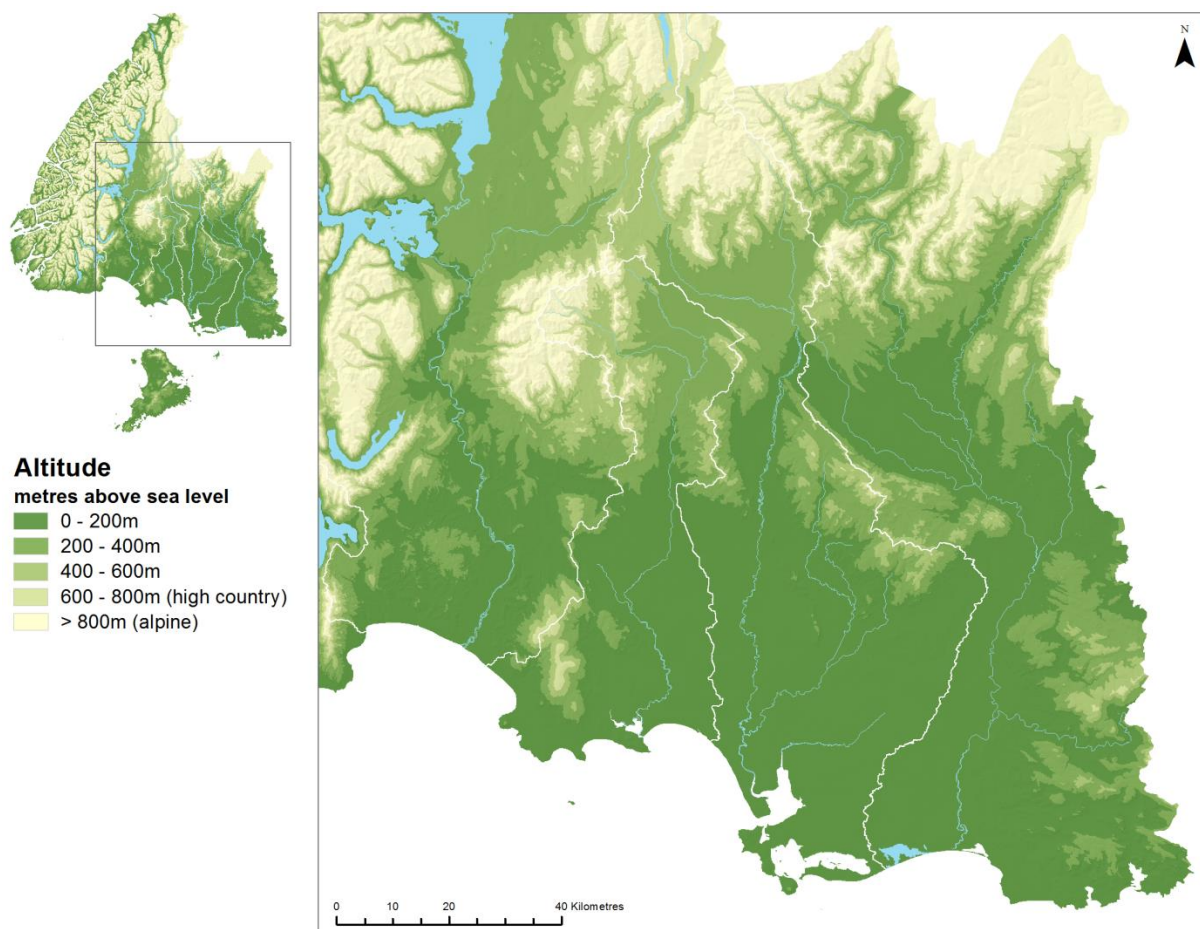 N
Altitude
metres above sea level
0 - 200m
200 - 400m
400 - 600m
600 - 800m (high country)
> 800m (alpine)
0 20 40 Kilometres